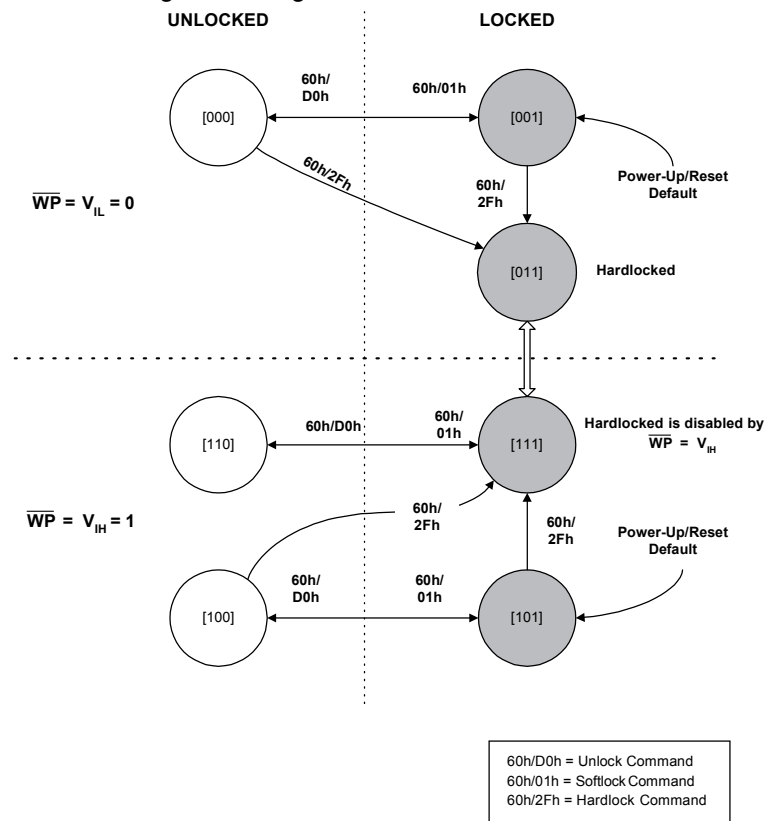 UNLOCKED
LOCKED
60h/
D0h
60h/01h
[000]
[001]
60h/2Fh
60h/
2Fh
Power-Up/Reset
Default
WP = VIL = 0
[011]
Hardlocked
60h/D0h
60h/
01h
[110]
[111]
Hardlocked is disabled by
WP = VIH
60h/
2Fh
60h/
2Fh
WP = VIH = 1
Power-Up/Reset
Default
60h/
D0h
60h/
01h
[100]
[101]
60h/D0h = Unlock Command
60h/01h = Softlock Command
60h/2Fh = Hardlock Command